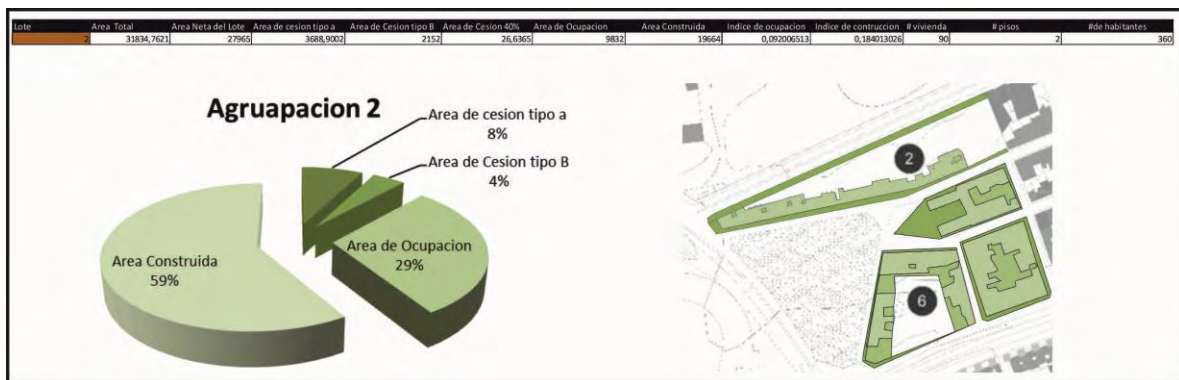 Lote Area Total Area Neta del Lote Area de cesion tipo a Area de Cesion tipo B Area de Cesion 40% Area de Ocupacion Area Construida Indice de ocupacion Indice de contruccion # vivienda # pisos #de habitantes
2 31834,7621 27965 3688,9002 2152 26,6365 9832 19664 0,092006513 0,184013026 90 2 360
Agruapacion 2
Area de cesion tipo a
8%
Area de Cesion tipo B
4%
Area de Ocupacion
29%
Area Construida
59%
2
6